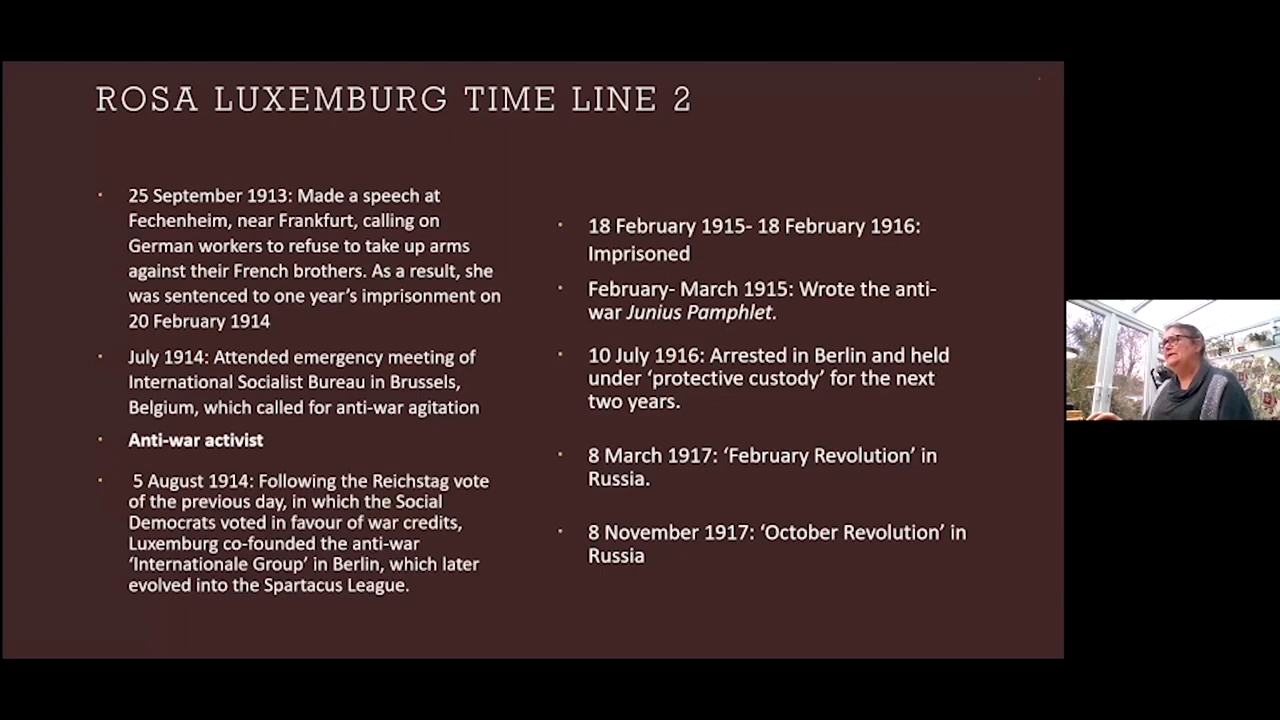 ROSA LUXEMBURG TIME LINE 2
· 25 September 1913: Made a speech at
Fechenheim, near Frankfurt, calling on
German workers to refuse to take up arms
against their French brothers. As a result, she
was sentenced to one year’s imprisonment on
20 February 1914
· July 1914: Attended emergency meeting of
International Socialist Bureau in Brussels,
Belgium, which called for anti-war agitation
· Anti-war activist
· 5 August 1914: Following the Reichstag vote
of the previous day, in which the Social
Democrats voted in favour of war credits,
Luxemburg co-founded the anti-war
‘Internationale Group’ in Berlin, which later
evolved into the Spartacus League.
· 18 February 1915- 18 February 1916:
Imprisoned
· February- March 1915: Wrote the anti-
war Junius Pamphlet.
· 10 July 1916: Arrested in Berlin and held
under ‘protective custody’ for the next
two years.
· 8 March 1917: ‘February Revolution’ in
Russia.
· 8 November 1917: ‘October Revolution’ in
Russia